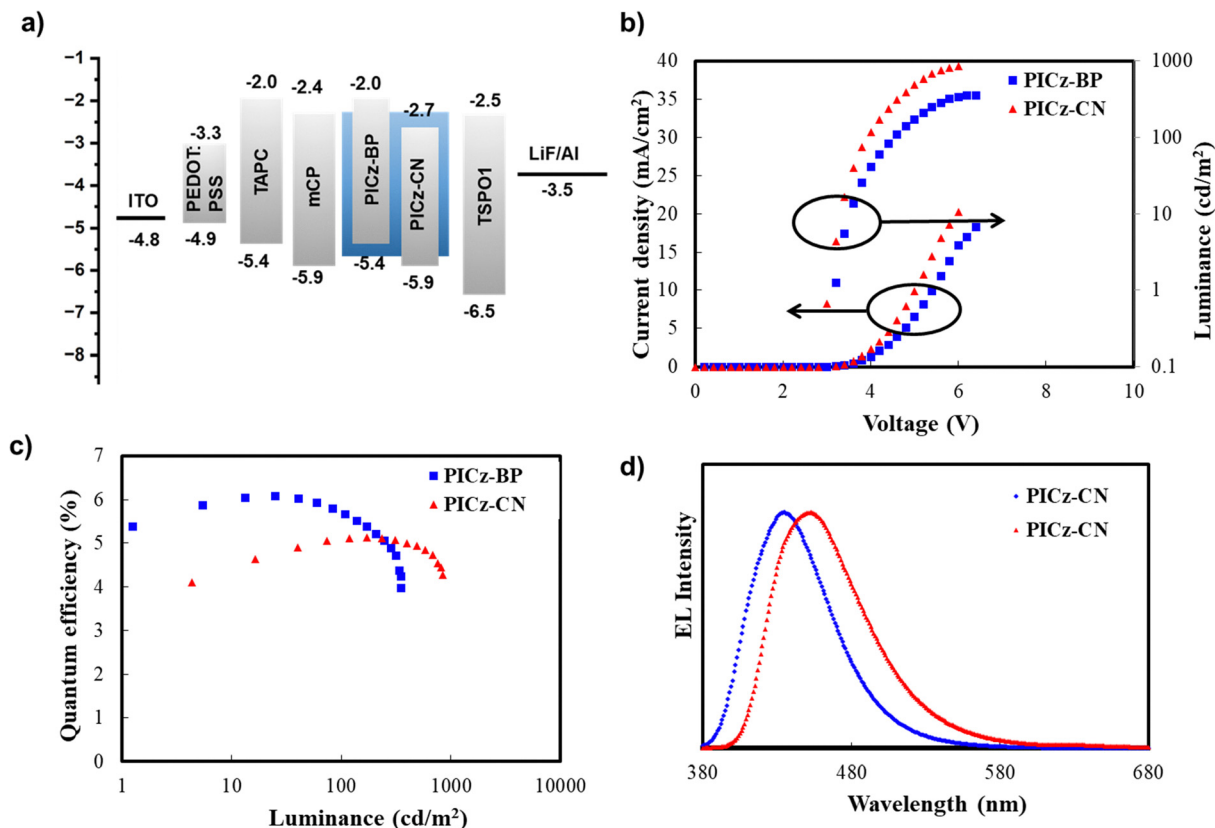 a)
−1
−2
−3
−4
−5
−6
−7
−8
ITO
-4.8
-3.3
PEDOT:
PSS
-4.9
-2.0
TAPC
-5.4
-2.4
mCP
-5.9
-2.0
PICz-BP
-5.4
-2.7
PICz-CN
-5.9
-2.5
TSPO1
-6.5
LiF/Al
-3.5
b)
Current density (mA/cm²)
40
35
30
25
20
15
10
5
0
0 2 4 6 8 10
Voltage (V)
1000
100
10
1
0.1
Luminance (cd/m²)
PICz-BP
PICz-CN
c)
Quantum efficiency (%)
7
6
5
4
3
2
1
0
1 10 100 1000 10000
Luminance (cd/m²)
PICz-BP
PICz-CN
d)
EL Intensity
380 480 580 680
Wavelength (nm)
PICz-CN
PICz-CN